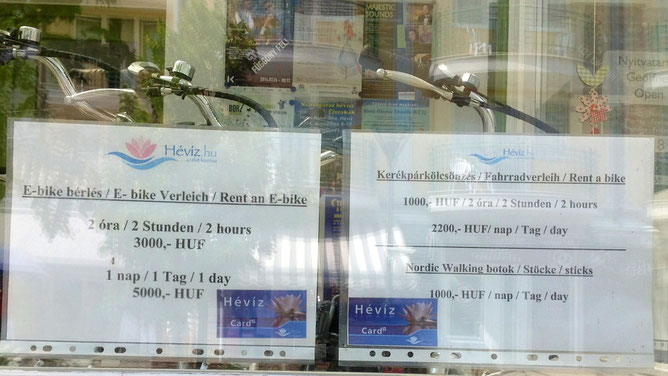 Hévíz.hu
E-bike bérlés / E- bike Verleich / Rent an E-bike
2 óra / 2 Stunden / 2 hours
3000,- HUF
1 nap / 1 Tag / 1 day
5000,- HUF
Hévíz
Card
Hévíz.hu
Kerékpárkölcsönzés / Fahrradverleih / Rent a bike
1000,- HUF / 2 óra / 2 Stunden / 2 hours
2200,- HUF/ nap / Tag / day
Nordic Walking botok / Stöcke / sticks
1000,- HUF / nap / Tag / day
Hévíz
Card
MAJESTIC
SOUNDS
Open